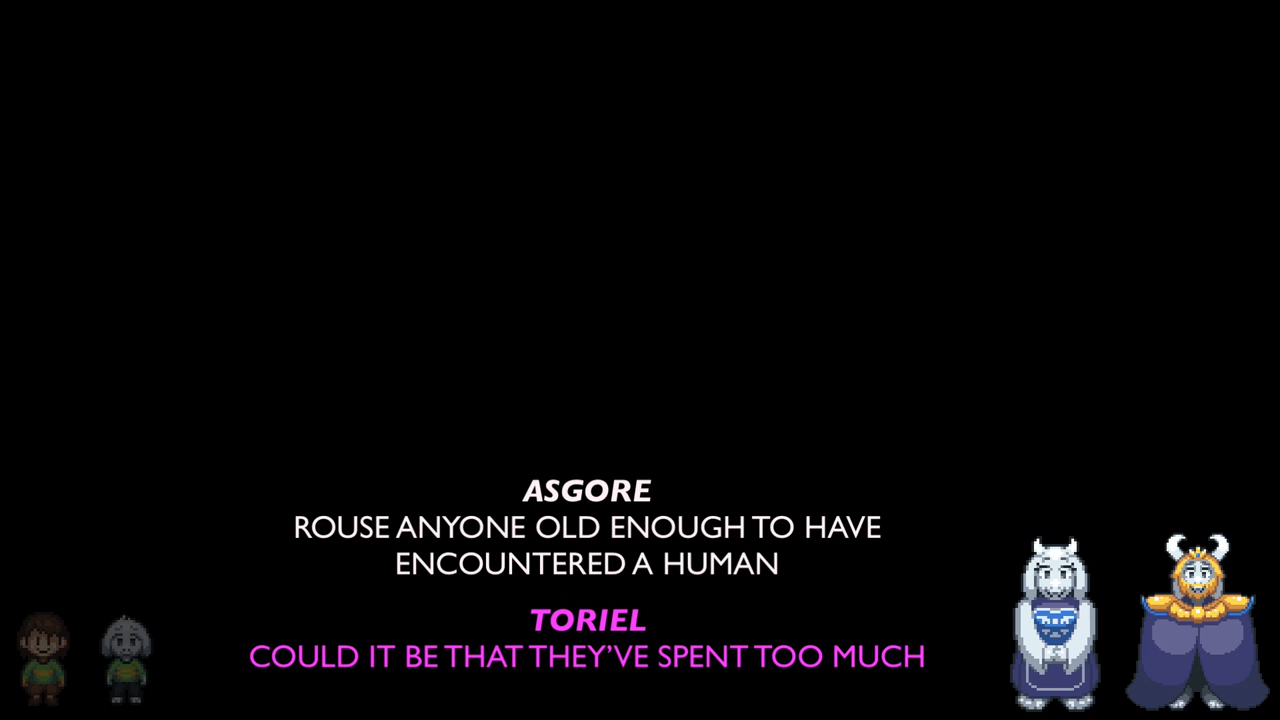 ASGORE
ROUSE ANYONE OLD ENOUGH TO HAVE
ENCOUNTERED A HUMAN
TORIEL
COULD IT BE THAT THEY'VE SPENT TOO MUCH